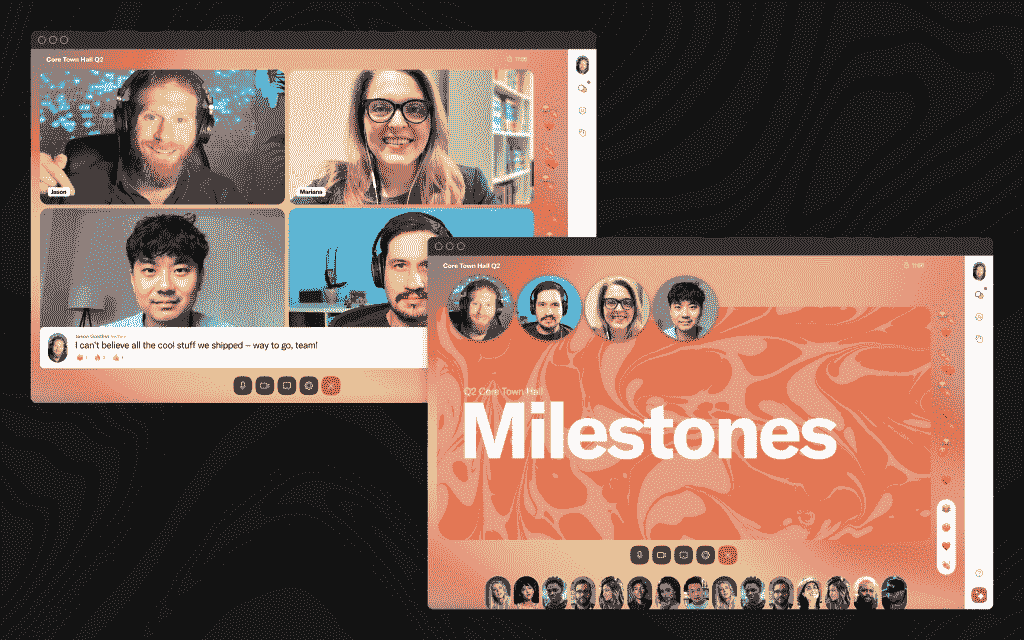 Core Town Hall Q2
Jason
Mariana
I can't believe all the cool stuff we shipped – way to go, team!
Core Town Hall Q2
Q2 Core Town Hall
Milestones